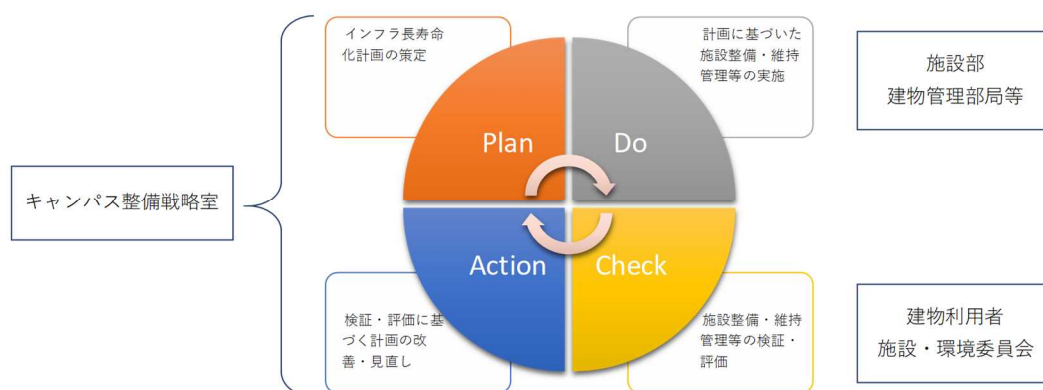 インフラ長寿命
化計画の策定
計画に基づいた
施設整備・維持
管理等の実施
施設部
建物管理部局等
Plan
Do
キャンパス整備戦略室
Action
Check
検証・評価に基
づく計画の改
善・見直し
施設整備・維持
管理等の検証・
評価
建物利用者
施設・環境委員会